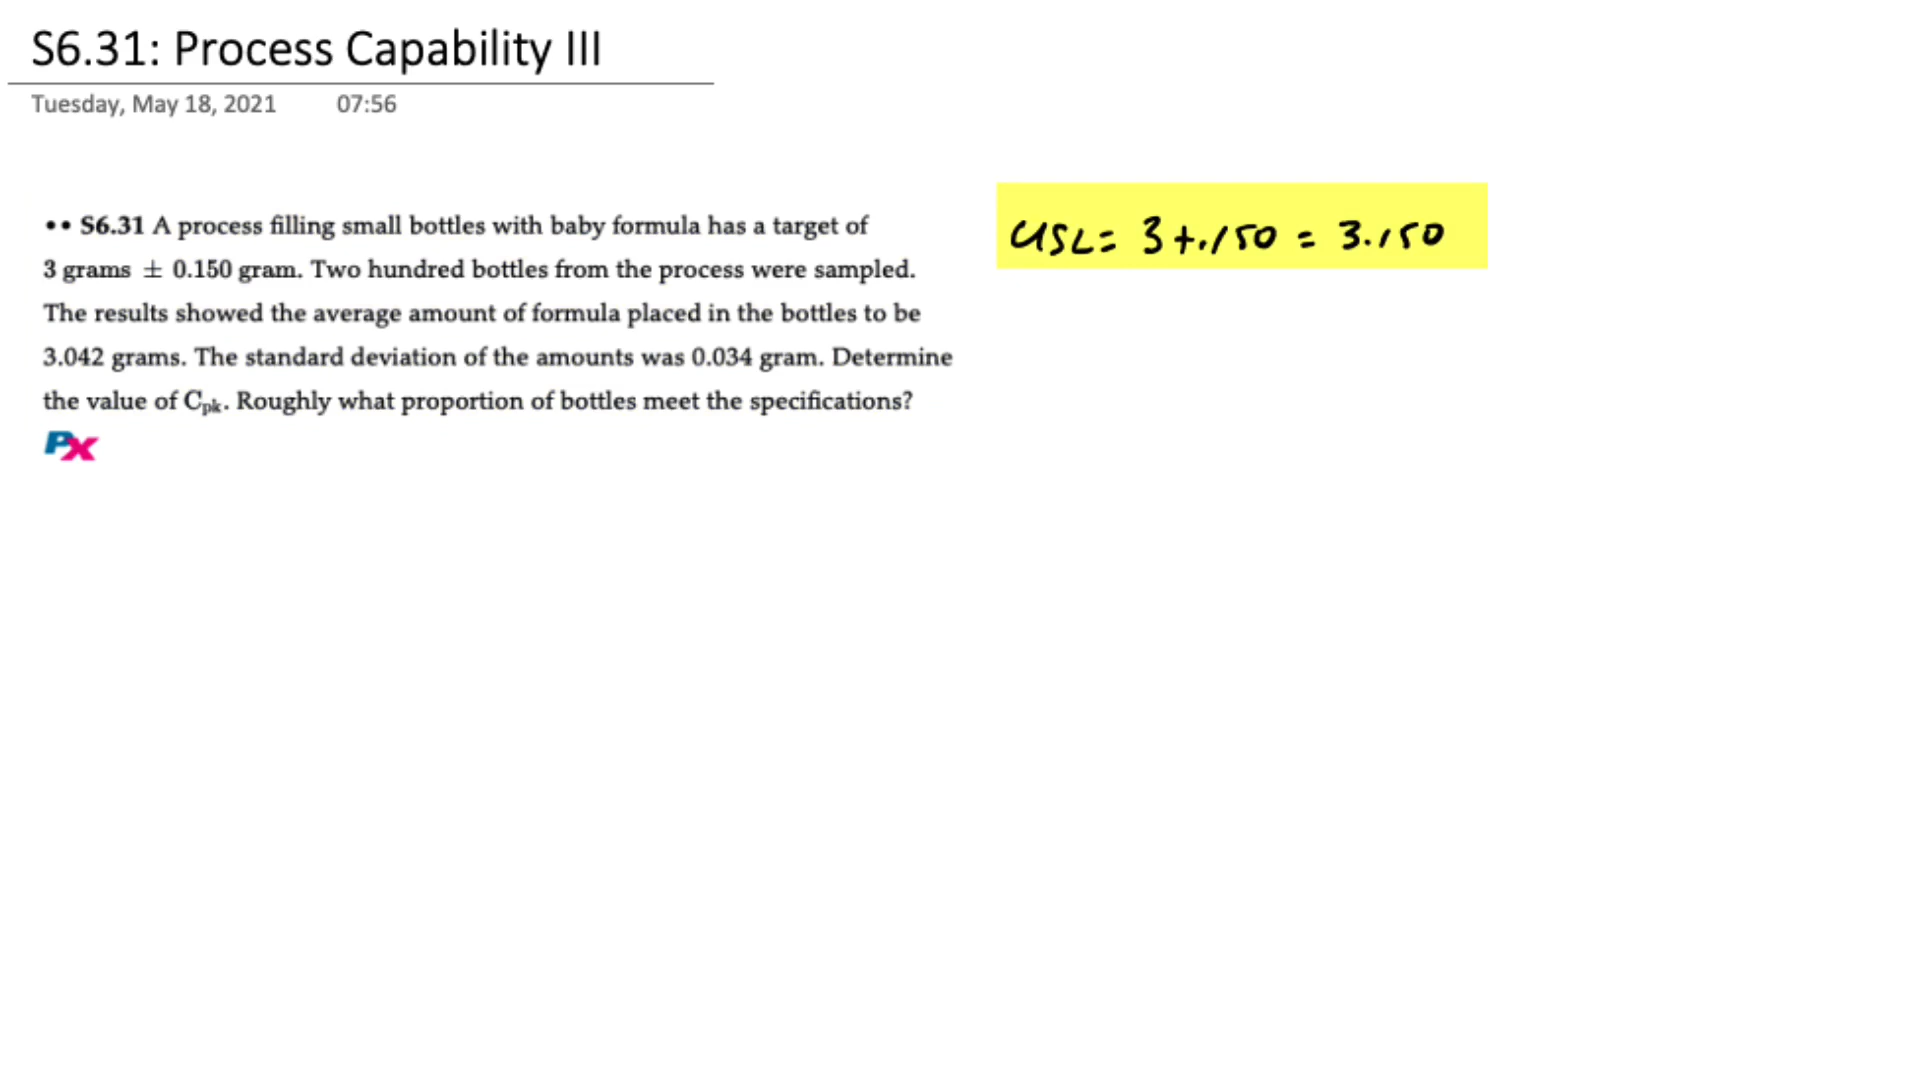 S6.31: Process Capability III
Tuesday, May 18, 2021 07:56
•• S6.31 A process filling small bottles with baby formula has a target of
3 grams ± 0.150 gram. Two hundred bottles from the process were sampled.
The results showed the average amount of formula placed in the bottles to be
3.042 grams. The standard deviation of the amounts was 0.034 gram. Determine
the value of Cpk. Roughly what proportion of bottles meet the specifications?
PX
USL= 3+.150 = 3.150